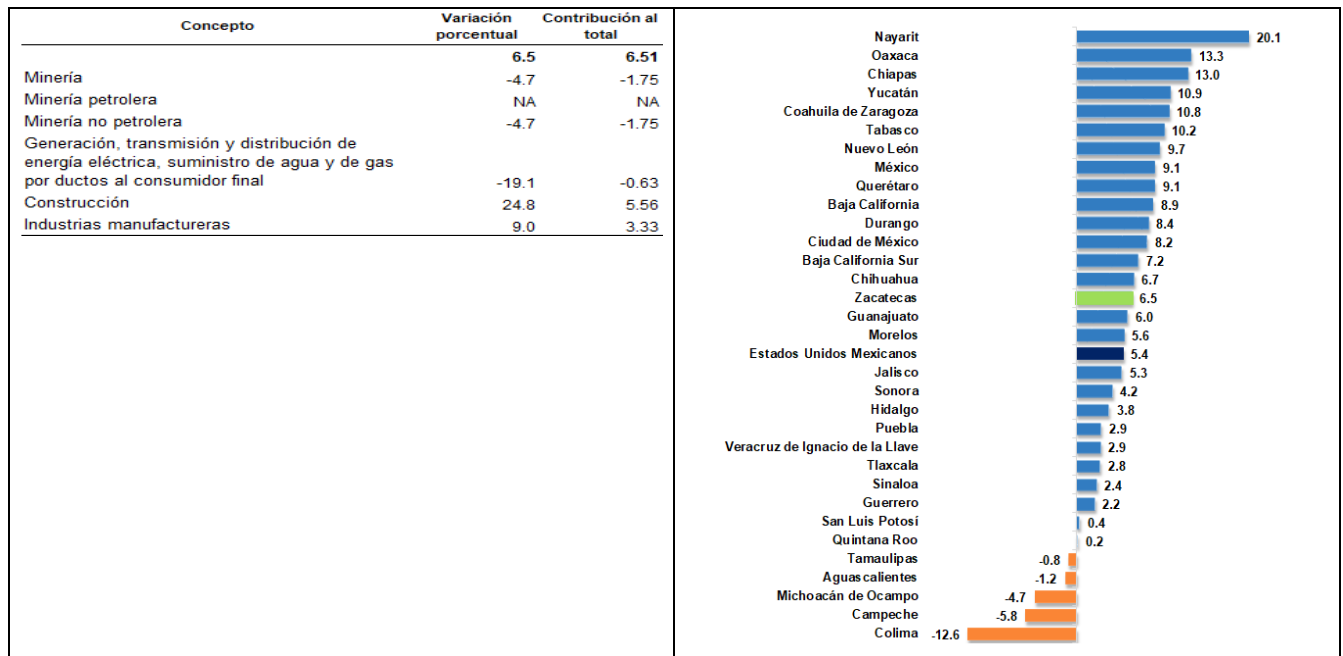 Concepto Variación porcentual Contribución al total
6.5 6.51
Minería -4.7 -1.75
Minería petrolera NA NA
Minería no petrolera -4.7 -1.75
Generación, transmisión y distribución de
energía eléctrica, suministro de agua y de gas
por ductos al consumidor final -19.1 -0.63
Construcción 24.8 5.56
Industrias manufactureras 9.0 3.33
Nayarit 20.1
Oaxaca 13.3
Chiapas 13.0
Yucatán 10.9
Coahuila de Zaragoza 10.8
Tabasco 10.2
Nuevo León 9.7
México 9.1
Querétaro 9.1
Baja California 8.9
Durango 8.4
Ciudad de México 8.2
Baja California Sur 7.2
Chihuahua 6.7
Zacatecas 6.5
Guanajuato 6.0
Morelos 5.6
Estados Unidos Mexicanos 5.4
Jalisco 5.3
Sonora 4.2
Hidalgo 3.8
Puebla 2.9
Veracruz de Ignacio de la Llave 2.9
Tlaxcala 2.8
Sinaloa 2.4
Guerrero 2.2
San Luis Potosí 0.4
Quintana Roo 0.2
Tamaulipas -0.8
Aguascalientes -1.2
Michoacán de Ocampo -4.7
Campeche -5.8
Colima -12.6